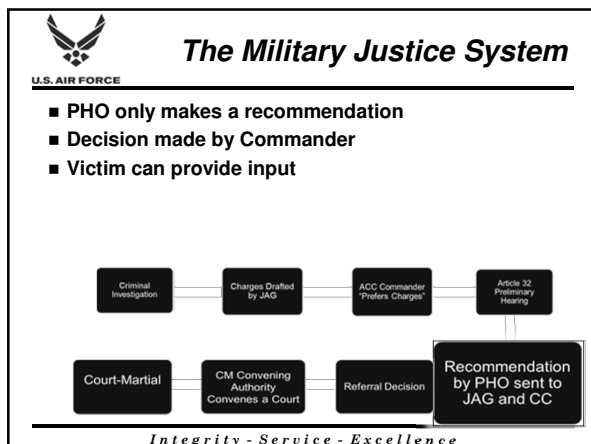 The Military Justice System
U.S. AIR FORCE
■ PHO only makes a recommendation
■ Decision made by Commander
■ Victim can provide input
Criminal
Investigation
Charges Drafted
by JAG
ACC Commander
"Prefers Charges"
Article 32
Preliminary
Hearing
Recommendation
by PHO sent to
JAG and CC
Referral Decision
CM Convening
Authority
Convenes a Court
Court-Martial
Integrity - Service - Excellence